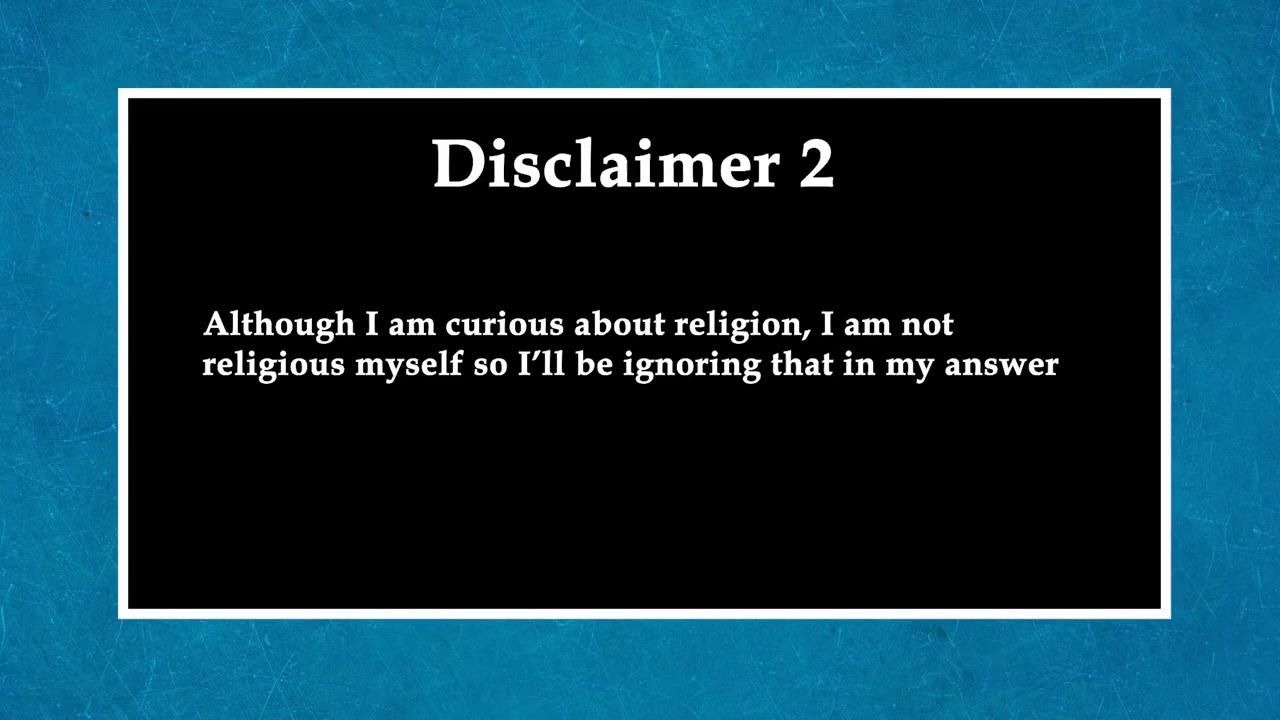 Disclaimer 2
Although I am curious about religion, I am not
religious myself so I’ll be ignoring that in my answer